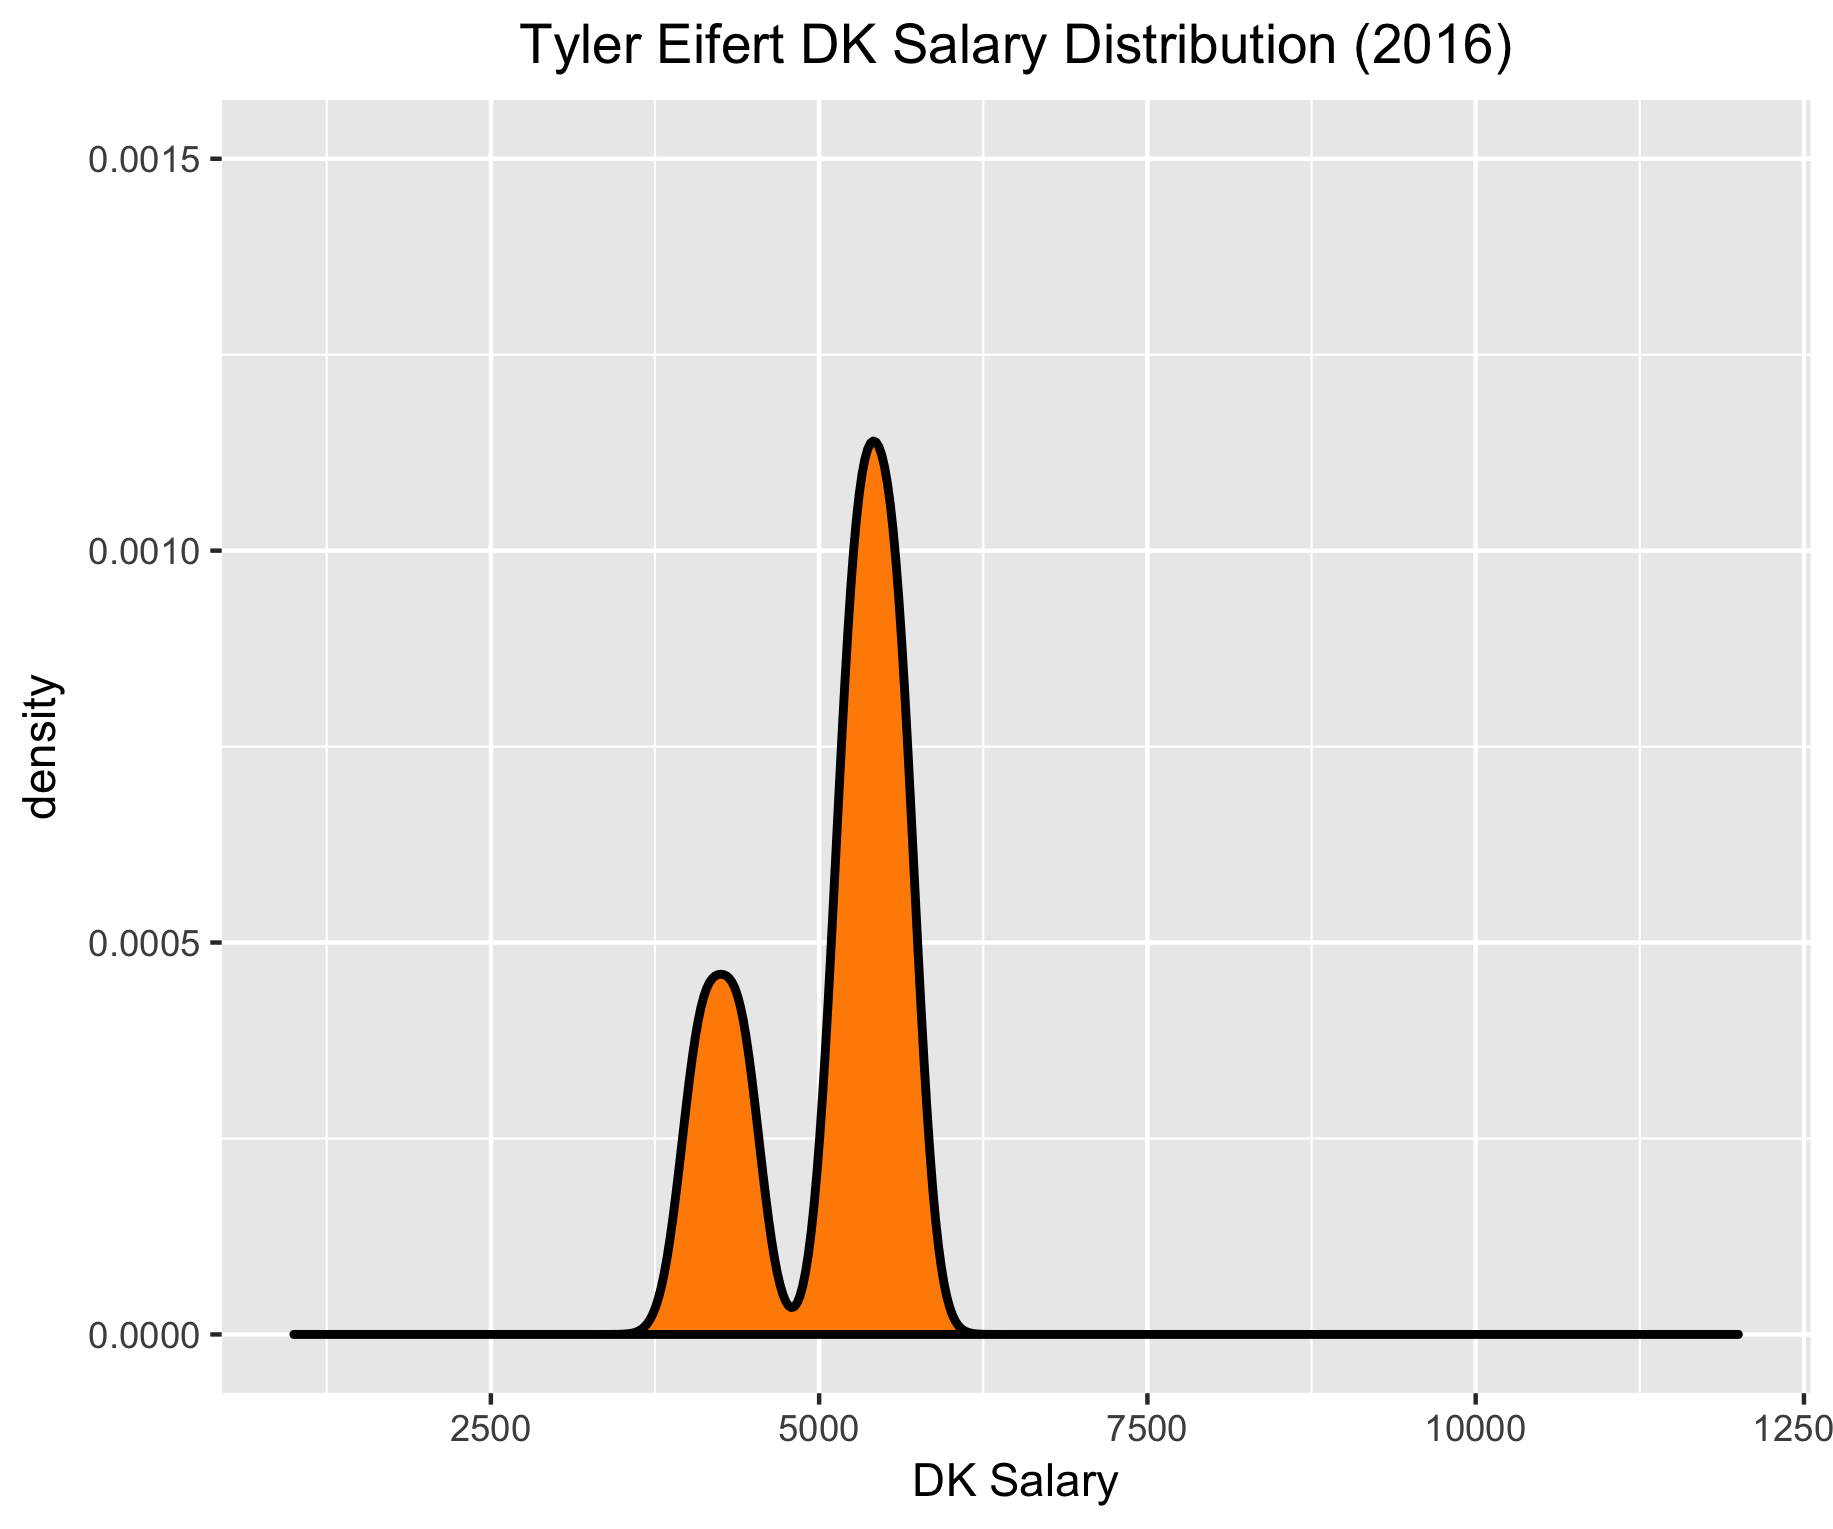 Tyler Eifert DK Salary Distribution (2016)
0.0015
0.0010
0.0005
0.0000
density
2500 5000 7500 10000 1250
DK Salary